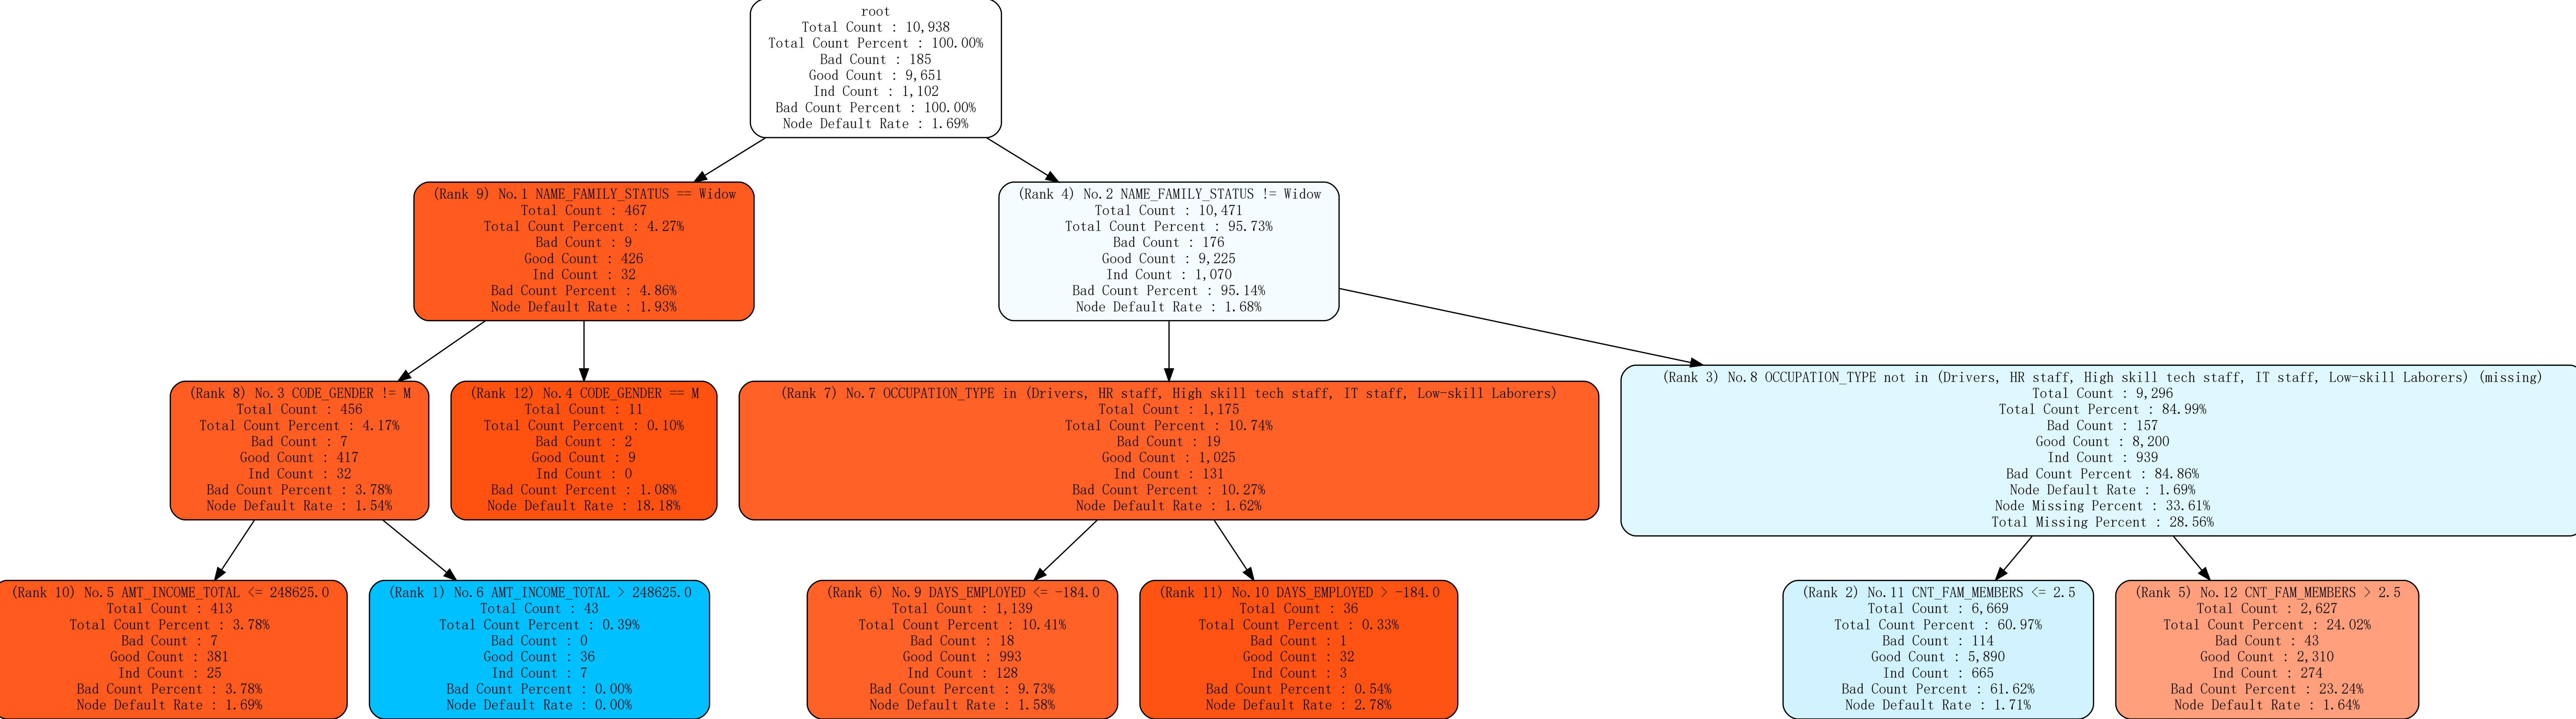 root
Total Count : 10,938
Total Count Percent : 100.00%
Bad Count : 185
Good Count : 9,651
Ind Count : 1,102
Bad Count Percent : 100.00%
Node Default Rate : 1.69%
(Rank 9) No.1 NAME_FAMILY_STATUS == Widow
Total Count : 467
Total Count Percent : 4.27%
Bad Count : 9
Good Count : 426
Ind Count : 32
Bad Count Percent : 4.86%
Node Default Rate : 1.93%
(Rank 4) No.2 NAME_FAMILY_STATUS != Widow
Total Count : 10,471
Total Count Percent : 95.73%
Bad Count : 176
Good Count : 9,225
Ind Count : 1,070
Bad Count Percent : 95.14%
Node Default Rate : 1.68%
(Rank 8) No.3 CODE_GENDER != M
Total Count : 456
Total Count Percent : 4.17%
Bad Count : 7
Good Count : 417
Ind Count : 32
Bad Count Percent : 3.78%
Node Default Rate : 1.54%
(Rank 12) No.4 CODE_GENDER == M
Total Count : 11
Total Count Percent : 0.10%
Bad Count : 2
Good Count : 9
Ind Count : 0
Bad Count Percent : 1.08%
Node Default Rate : 18.18%
(Rank 7) No.7 OCCUPATION_TYPE in (Drivers, HR staff, High skill tech staff, IT staff, Low-skill Laborers)
Total Count : 1,175
Total Count Percent : 10.74%
Bad Count : 19
Good Count : 1,025
Ind Count : 131
Bad Count Percent : 10.27%
Node Default Rate : 1.62%
(Rank 3) No.8 OCCUPATION_TYPE not in (Drivers, HR staff, High skill tech staff, IT staff, Low-skill Laborers) (missing)
Total Count : 9,296
Total Count Percent : 84.99%
Bad Count : 157
Good Count : 8,200
Ind Count : 939
Bad Count Percent : 84.86%
Node Default Rate : 1.69%
Node Missing Percent : 33.61%
Total Missing Percent : 28.56%
(Rank 10) No.5 AMT_INCOME_TOTAL <= 248625.0
Total Count : 413
Total Count Percent : 3.78%
Bad Count : 7
Good Count : 381
Ind Count : 25
Bad Count Percent : 3.78%
Node Default Rate : 1.69%
(Rank 1) No.6 AMT_INCOME_TOTAL > 248625.0
Total Count : 43
Total Count Percent : 0.39%
Bad Count : 0
Good Count : 36
Ind Count : 7
Bad Count Percent : 0.00%
Node Default Rate : 0.00%
(Rank 6) No.9 DAYS_EMPLOYED <= -184.0
Total Count : 1,139
Total Count Percent : 10.41%
Bad Count : 18
Good Count : 993
Ind Count : 128
Bad Count Percent : 9.73%
Node Default Rate : 1.58%
(Rank 11) No.10 DAYS_EMPLOYED > -184.0
Total Count : 36
Total Count Percent : 0.33%
Bad Count : 1
Good Count : 32
Ind Count : 3
Bad Count Percent : 0.54%
Node Default Rate : 2.78%
(Rank 2) No.11 CNT_FAM_MEMBERS <= 2.5
Total Count : 6,669
Total Count Percent : 60.97%
Bad Count : 114
Good Count : 5,890
Ind Count : 665
Bad Count Percent : 61.62%
Node Default Rate : 1.71%
(Rank 5) No.12 CNT_FAM_MEMBERS > 2.5
Total Count : 2,627
Total Count Percent : 24.02%
Bad Count : 43
Good Count : 2,310
Ind Count : 274
Bad Count Percent : 23.24%
Node Default Rate : 1.64%